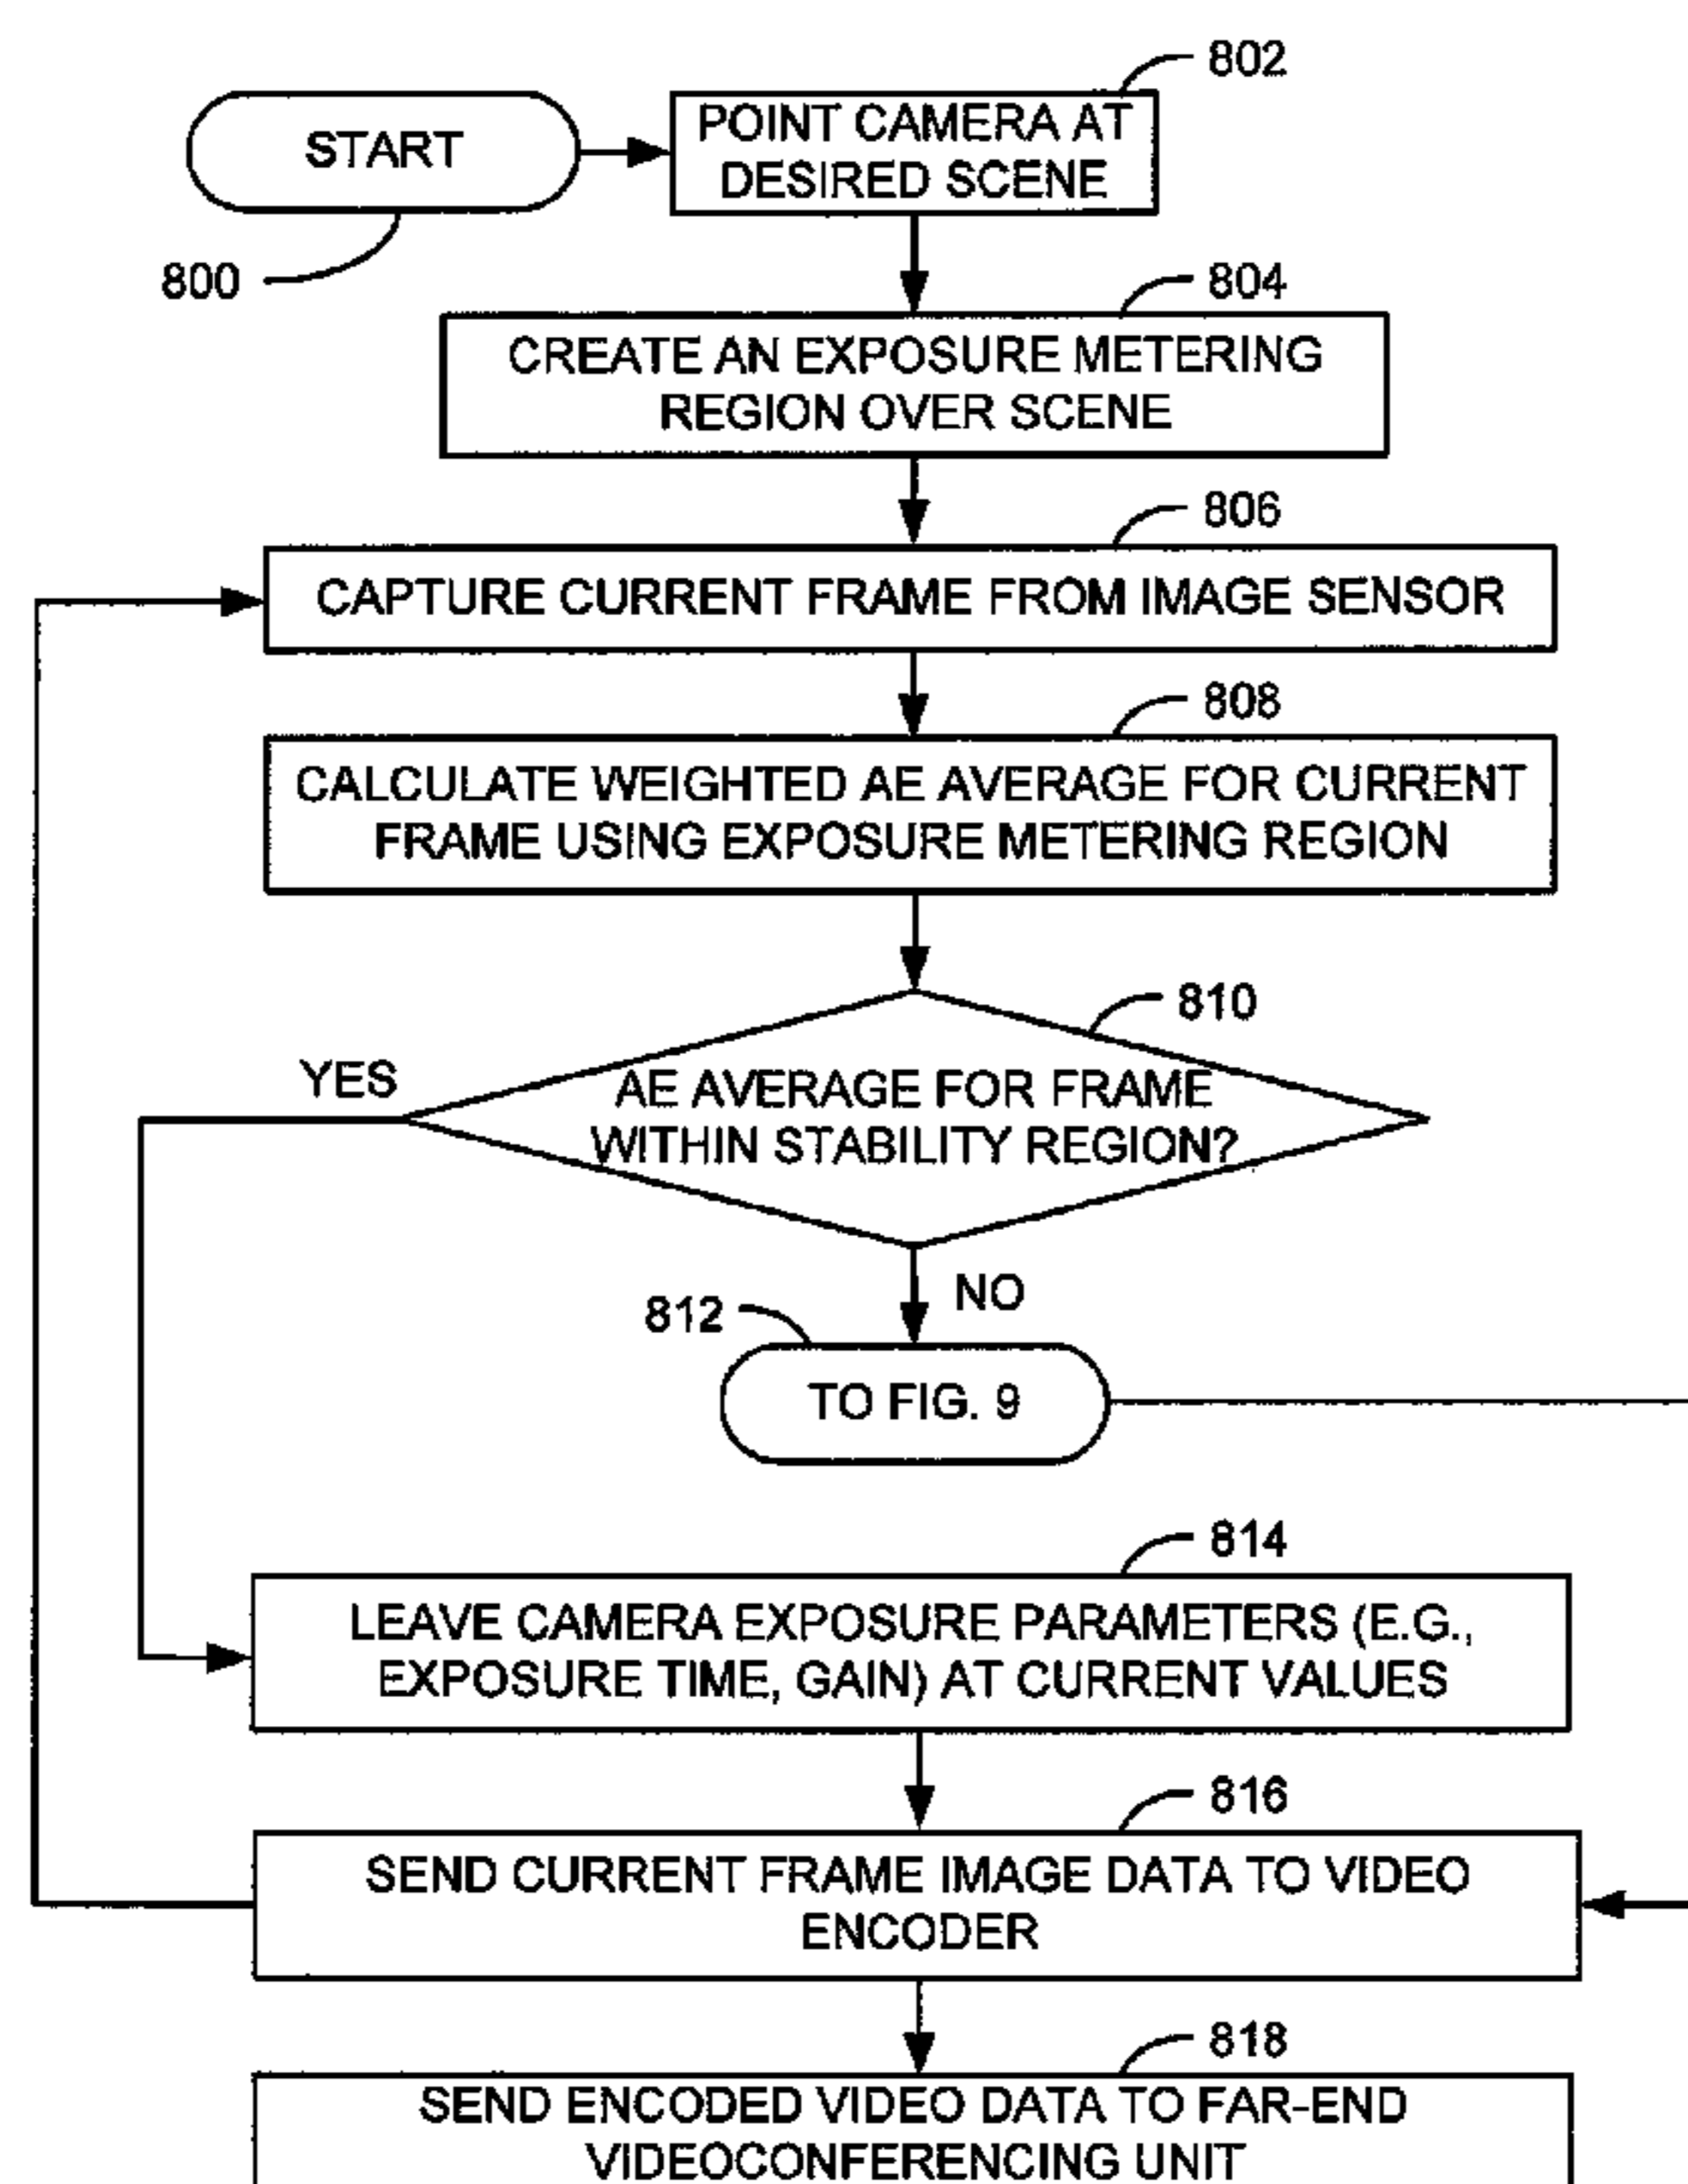 802
START
POINT CAMERA AT
DESIRED SCENE
800
804
CREATE AN EXPOSURE METERING
REGION OVER SCENE
806
CAPTURE CURRENT FRAME FROM IMAGE SENSOR
808
CALCULATE WEIGHTED AE AVERAGE FOR CURRENT
FRAME USING EXPOSURE METERING REGION
810
YES
AE AVERAGE FOR FRAME
WITHIN STABILITY REGION?
NO
812
TO FIG. 9
814
LEAVE CAMERA EXPOSURE PARAMETERS (E.G.,
EXPOSURE TIME, GAIN) AT CURRENT VALUES
816
SEND CURRENT FRAME IMAGE DATA TO VIDEO
ENCODER
818
SEND ENCODED VIDEO DATA TO FAR-END
VIDEOCONFERENCING UNIT